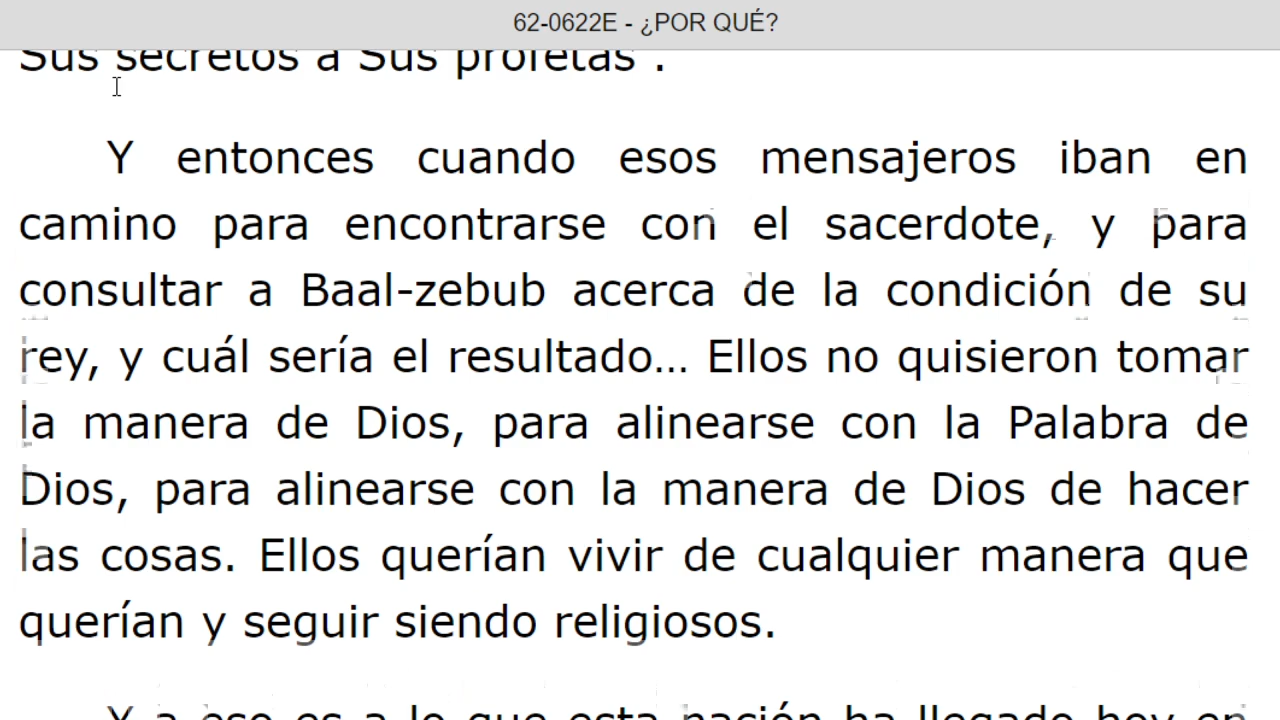 62-0622E - ¿POR QUÉ?
Sus secretos a Sus profetas".
Y entonces cuando esos mensajeros iban en
camino para encontrarse con el sacerdote, y para
consultar a Baal-zebub acerca de la condición de su
rey, y cuál sería el resultado… Ellos no quisieron tomar
la manera de Dios, para alinearse con la Palabra de
Dios, para alinearse con la manera de Dios de hacer
las cosas. Ellos querían vivir de cualquier manera que
querían y seguir siendo religiosos.
Y a eso es a lo que esta nación ha llegado hoy en